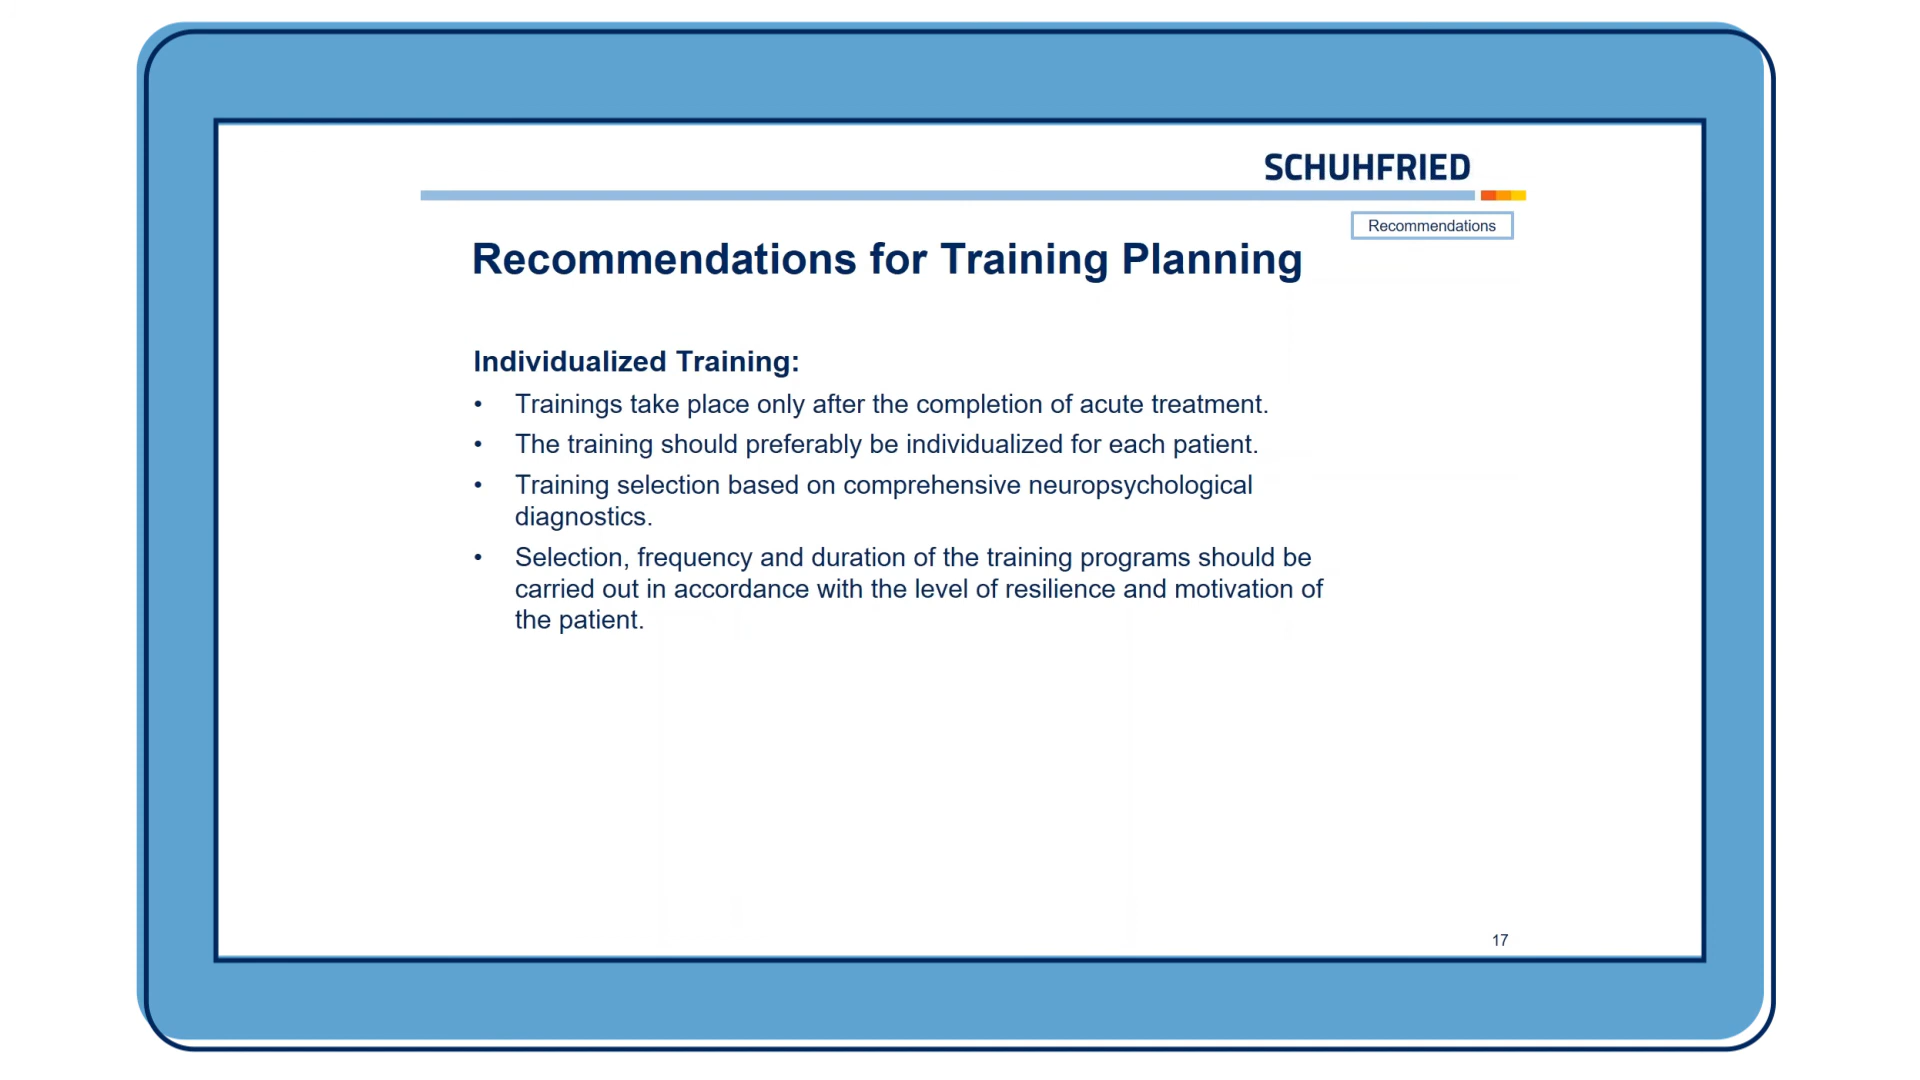 SCHUHFRIED
Recommendations
Recommendations for Training Planning
Individualized Training:
• Trainings take place only after the completion of acute treatment.
• The training should preferably be individualized for each patient.
• Training selection based on comprehensive neuropsychological
diagnostics.
• Selection, frequency and duration of the training programs should be
carried out in accordance with the level of resilience and motivation of
the patient.
17